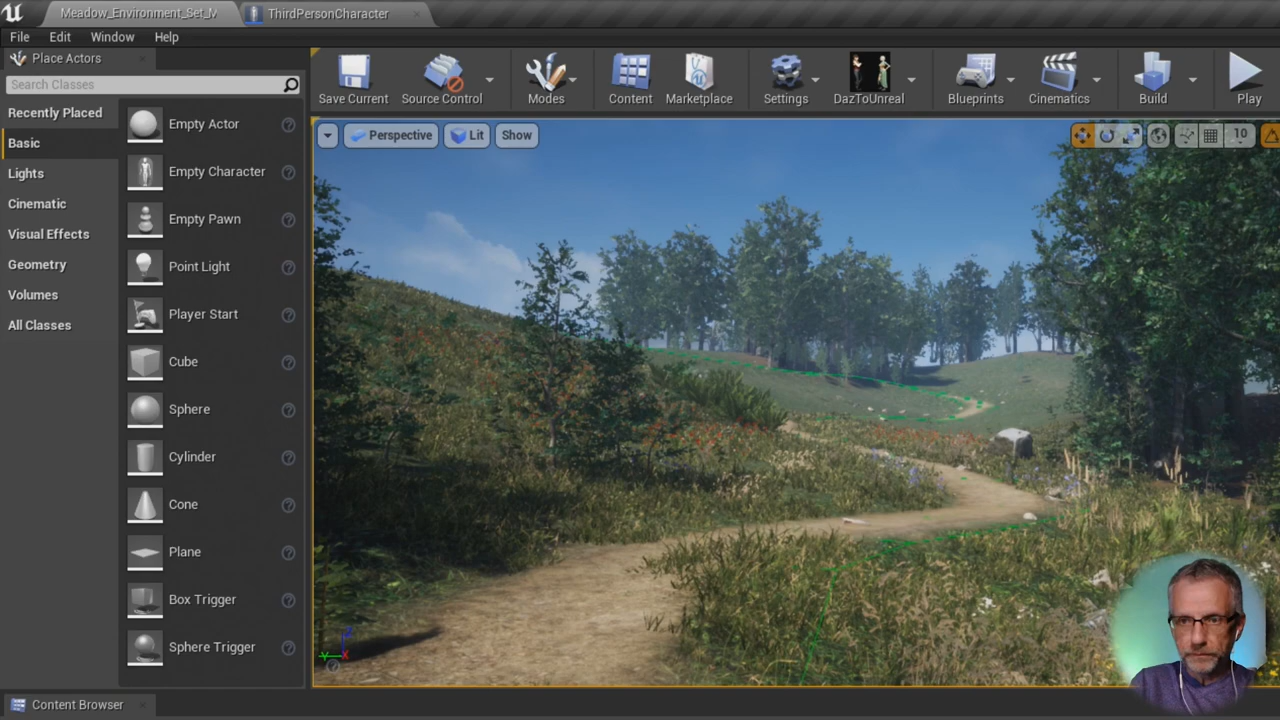 Meadow_Environment_Set_M
ThirdPersonCharacter
File Edit Window Help
Place Actors
Search Classes
Recently Placed
Basic
Lights
Cinematic
Visual Effects
Geometry
Volumes
All Classes
Empty Actor
Empty Character
Empty Pawn
Point Light
Player Start
Cube
Sphere
Cylinder
Cone
Plane
Box Trigger
Sphere Trigger
Save Current
Source Control
Modes
Content
Marketplace
Settings
DazToUnreal
Blueprints
Cinematics
Build
Play
Perspective
Lit
Show
10
Content Browser